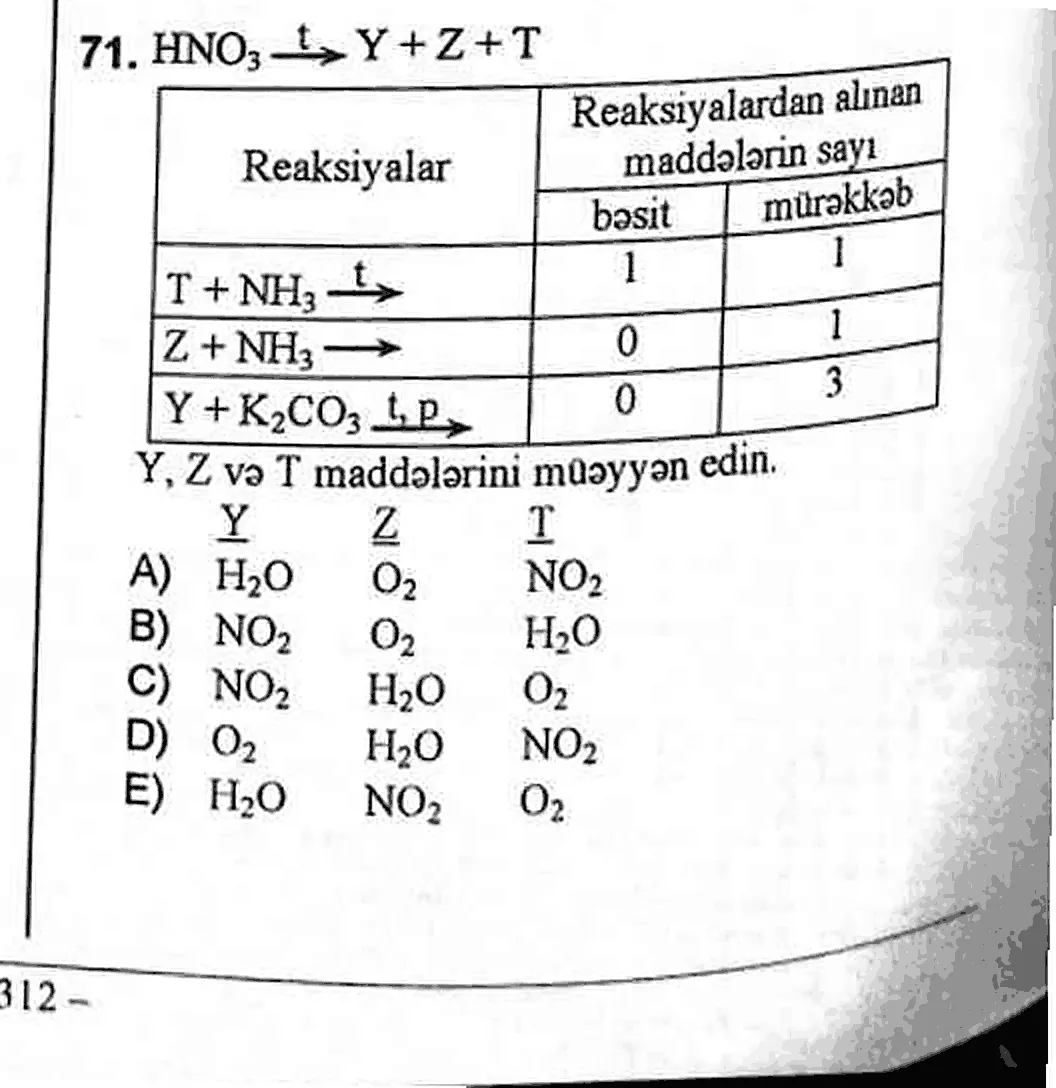 71. HNO₃ —t→ Y + Z + T
Reaksiyalar
Reaksiyalardan alınan
maddələrin sayı
bəsit mürəkkəb
T + NH₃ —t→ 1 1
Z + NH₃ → 0 1
Y + K₂CO₃ —t, p→ 0 3
Y, Z və T maddələrini müəyyən edin.
Y Z T
A) H₂O O₂ NO₂
B) NO₂ O₂ H₂O
C) NO₂ H₂O O₂
D) O₂ H₂O NO₂
E) H₂O NO₂ O₂
312 –